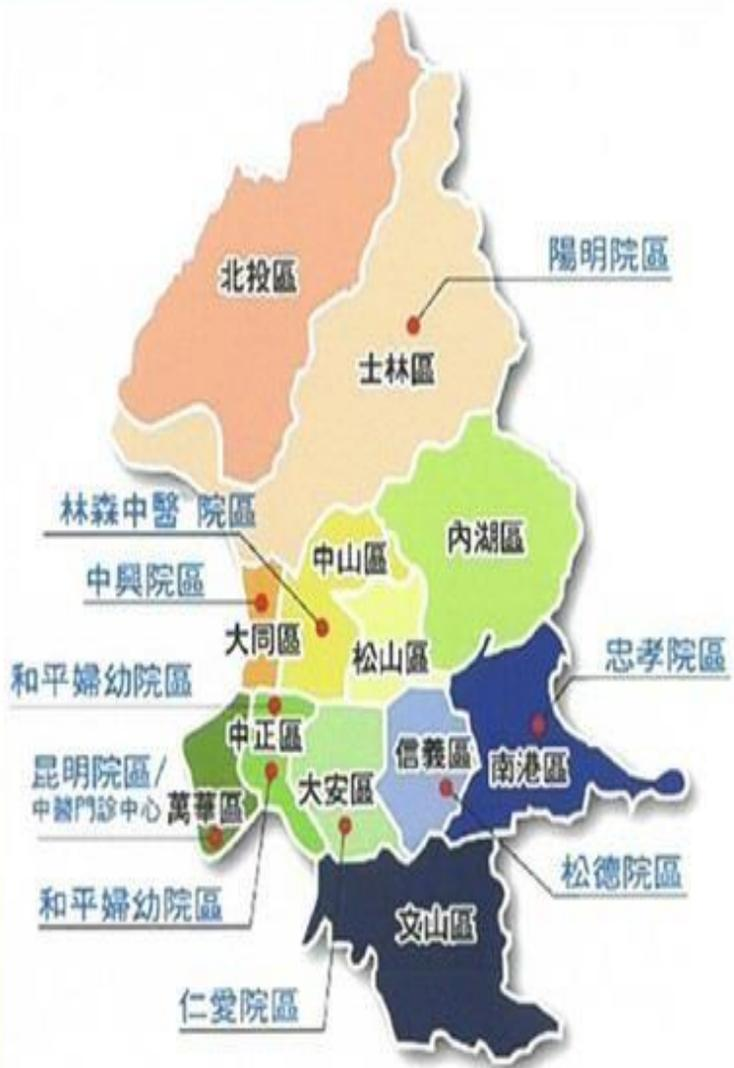 北投區
陽明院區
士林區
林森中醫 院區
中山區
內湖區
中興院區
大同區
松山區
忠孝院區
和平婦幼院區
中正區
信義區
南港區
昆明院區/
中醫門診中心
萬華區
大安區
松德院區
和平婦幼院區
文山區
仁愛院區